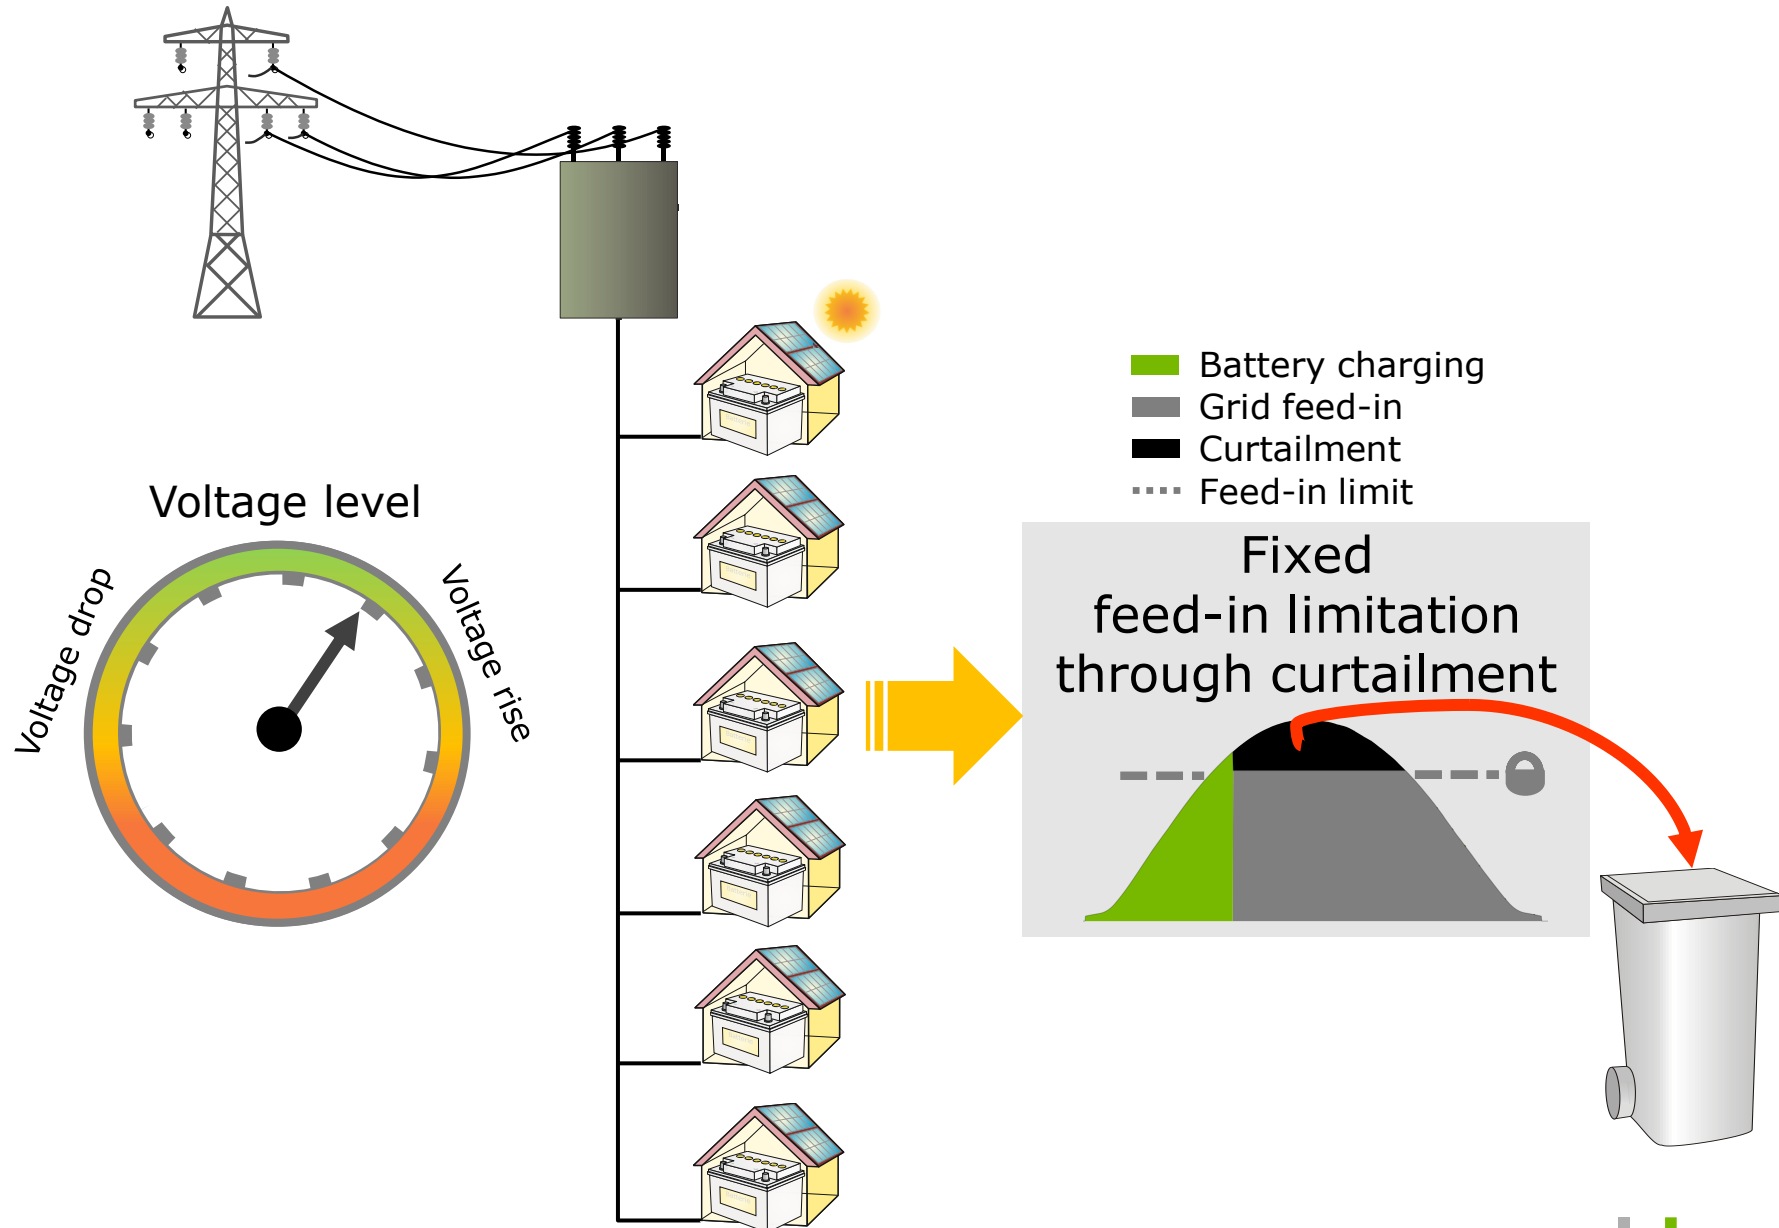 Battery charging
Grid feed-in
Curtailment
Feed-in limit
Voltage level
Voltage drop
Voltage rise
Fixed
feed-in limitation
through curtailment